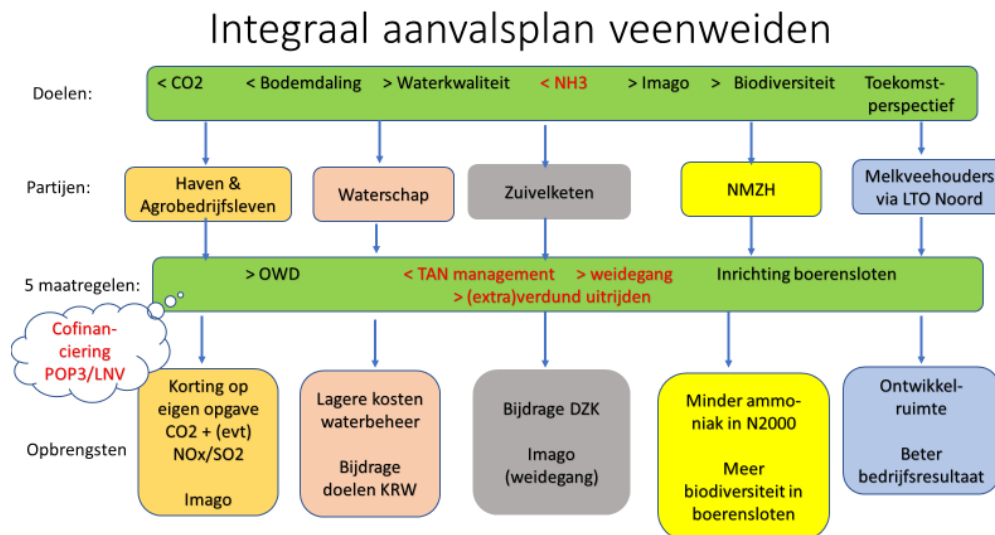 Integraal aanvalsplan veenweiden
Doelen:
< CO2 < Bodemdaling > Waterkwaliteit < NH3 > Imago > Biodiversiteit Toekomst-
perspectief
Partijen:
Haven &
Agrobedrijfsleven
Waterschap
Zuivelketen
NMZH
Melkveehouders
via LTO Noord
5 maatregelen:
> OWD < TAN management > weidegang Inrichting boerensloten
> (extra)verdund uitrijden
Cofinan-
ciering
POP3/LNV
Opbrengsten
Korting op
eigen opgave
CO2 + (evt)
NOx/SO2
Imago
Lagere kosten
waterbeheer
Bijdrage
doelen KRW
Bijdrage DZK
Imago
(weidegang)
Minder ammo-
niak in N2000
Meer
biodiversiteit in
boerensloten
Ontwikkel-
ruimte
Beter
bedrijfsresultaat